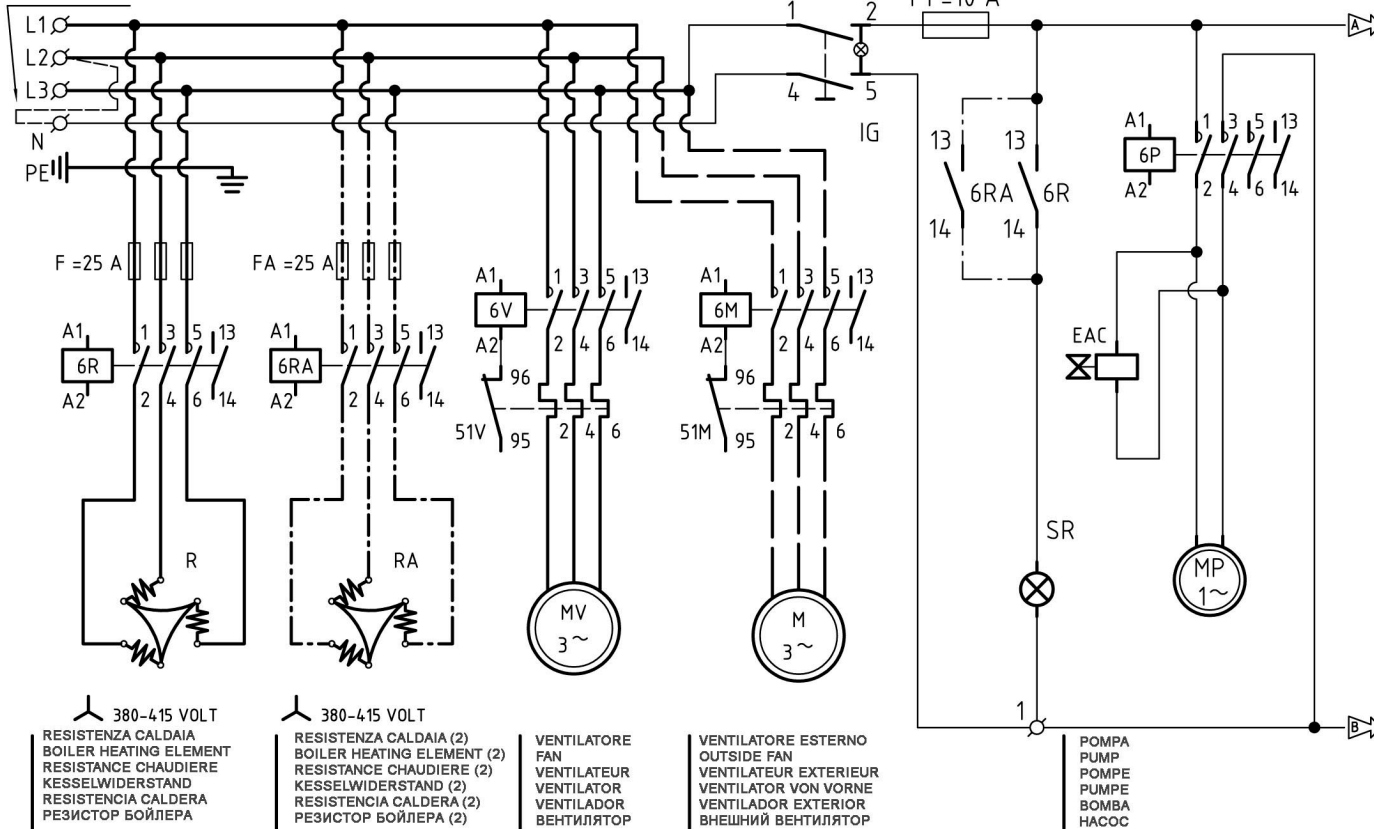 L1
L2
L3
N
PE
1 2
4 5
IG
A
F =25 A
FA =25 A
A1 1 3 5 13
6R
A2 2 4 6 14
A1 1 3 5 13
6RA
A2 2 4 6 14
A1 1 3 5 13
6V
A2 2 4 6 14
96
51V 95 2 4 6
A1 1 3 5 13
6M
A2 2 4 6 14
96
51M 95 2 4 6
13 13
6RA 6R
14 14
A1 1 3 5 13
6P
A2 2 4 6 14
EAC
R
RA
MV
3~
M
3~
SR
MP
1~
1
B
380-415 VOLT
RESISTENZA CALDAIA
BOILER HEATING ELEMENT
RESISTANCE CHAUDIERE
KESSELWIDERSTAND
RESISTENCIA CALDERA
РЕЗИСТОР БОЙЛЕРА
380-415 VOLT
RESISTENZA CALDAIA (2)
BOILER HEATING ELEMENT (2)
RESISTANCE CHAUDIERE (2)
KESSELWIDERSTAND (2)
RESISTENCIA CALDERA (2)
РЕЗИСТОР БОЙЛЕРА (2)
VENTILATORE
FAN
VENTILATEUR
VENTILATOR
VENTILADOR
ВЕНТИЛЯТОР
VENTILATORE ESTERNO
OUTSIDE FAN
VENTILATEUR EXTERIEUR
VENTILATOR VON VORNE
VENTILADOR EXTERIOR
ВНЕШНИЙ ВЕНТИЛЯТОР
POMPA
PUMP
POMPE
PUMPE
BOMBA
НАСОС